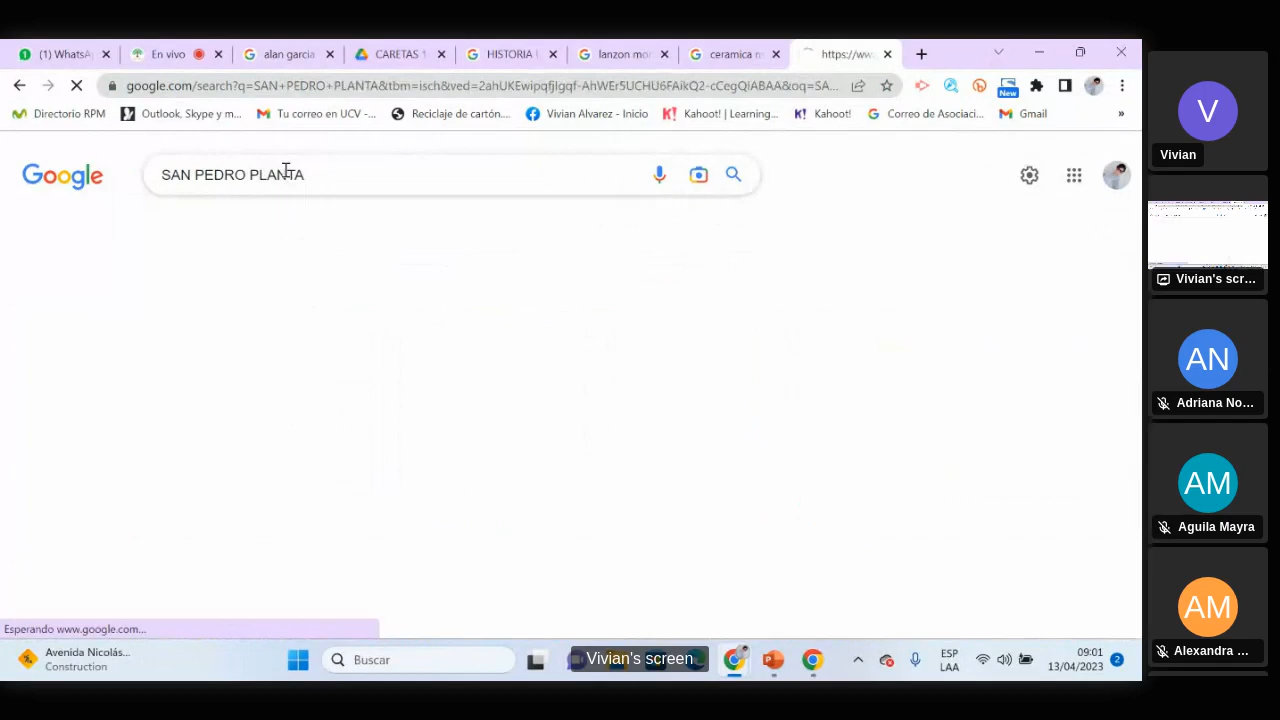 (1) WhatsA
En vivo
alan garcia
CARETAS 1
HISTORIA
lanzon mon
ceramica m
https://ww
google.com/search?q=SAN+PEDRO+PLANTA&tbm=isch&ved=2ahUKEwipqfjlgqf-AhWEr5UCHU6FAikQ2-cCegQIABAA&oq=SA...
New
Directorio RPM
Outlook, Skype y m...
Tu correo en UCV -...
Reciclaje de cartón....
Vivian Alvarez - Inicio
Kahoot! | Learning...
Kahoot!
Correo de Asociaci...
Gmail
»
Google
SAN PEDRO PLANTA
Esperando www.google.com...
Avenida Nicolás...
Construction
Buscar
Vivian's screen
ESP
LAA
09:01
13/04/2023
2
V
Vivian
Vivian's scr...
AN
Adriana No...
AM
Aguila Mayra
AM
Alexandra ...